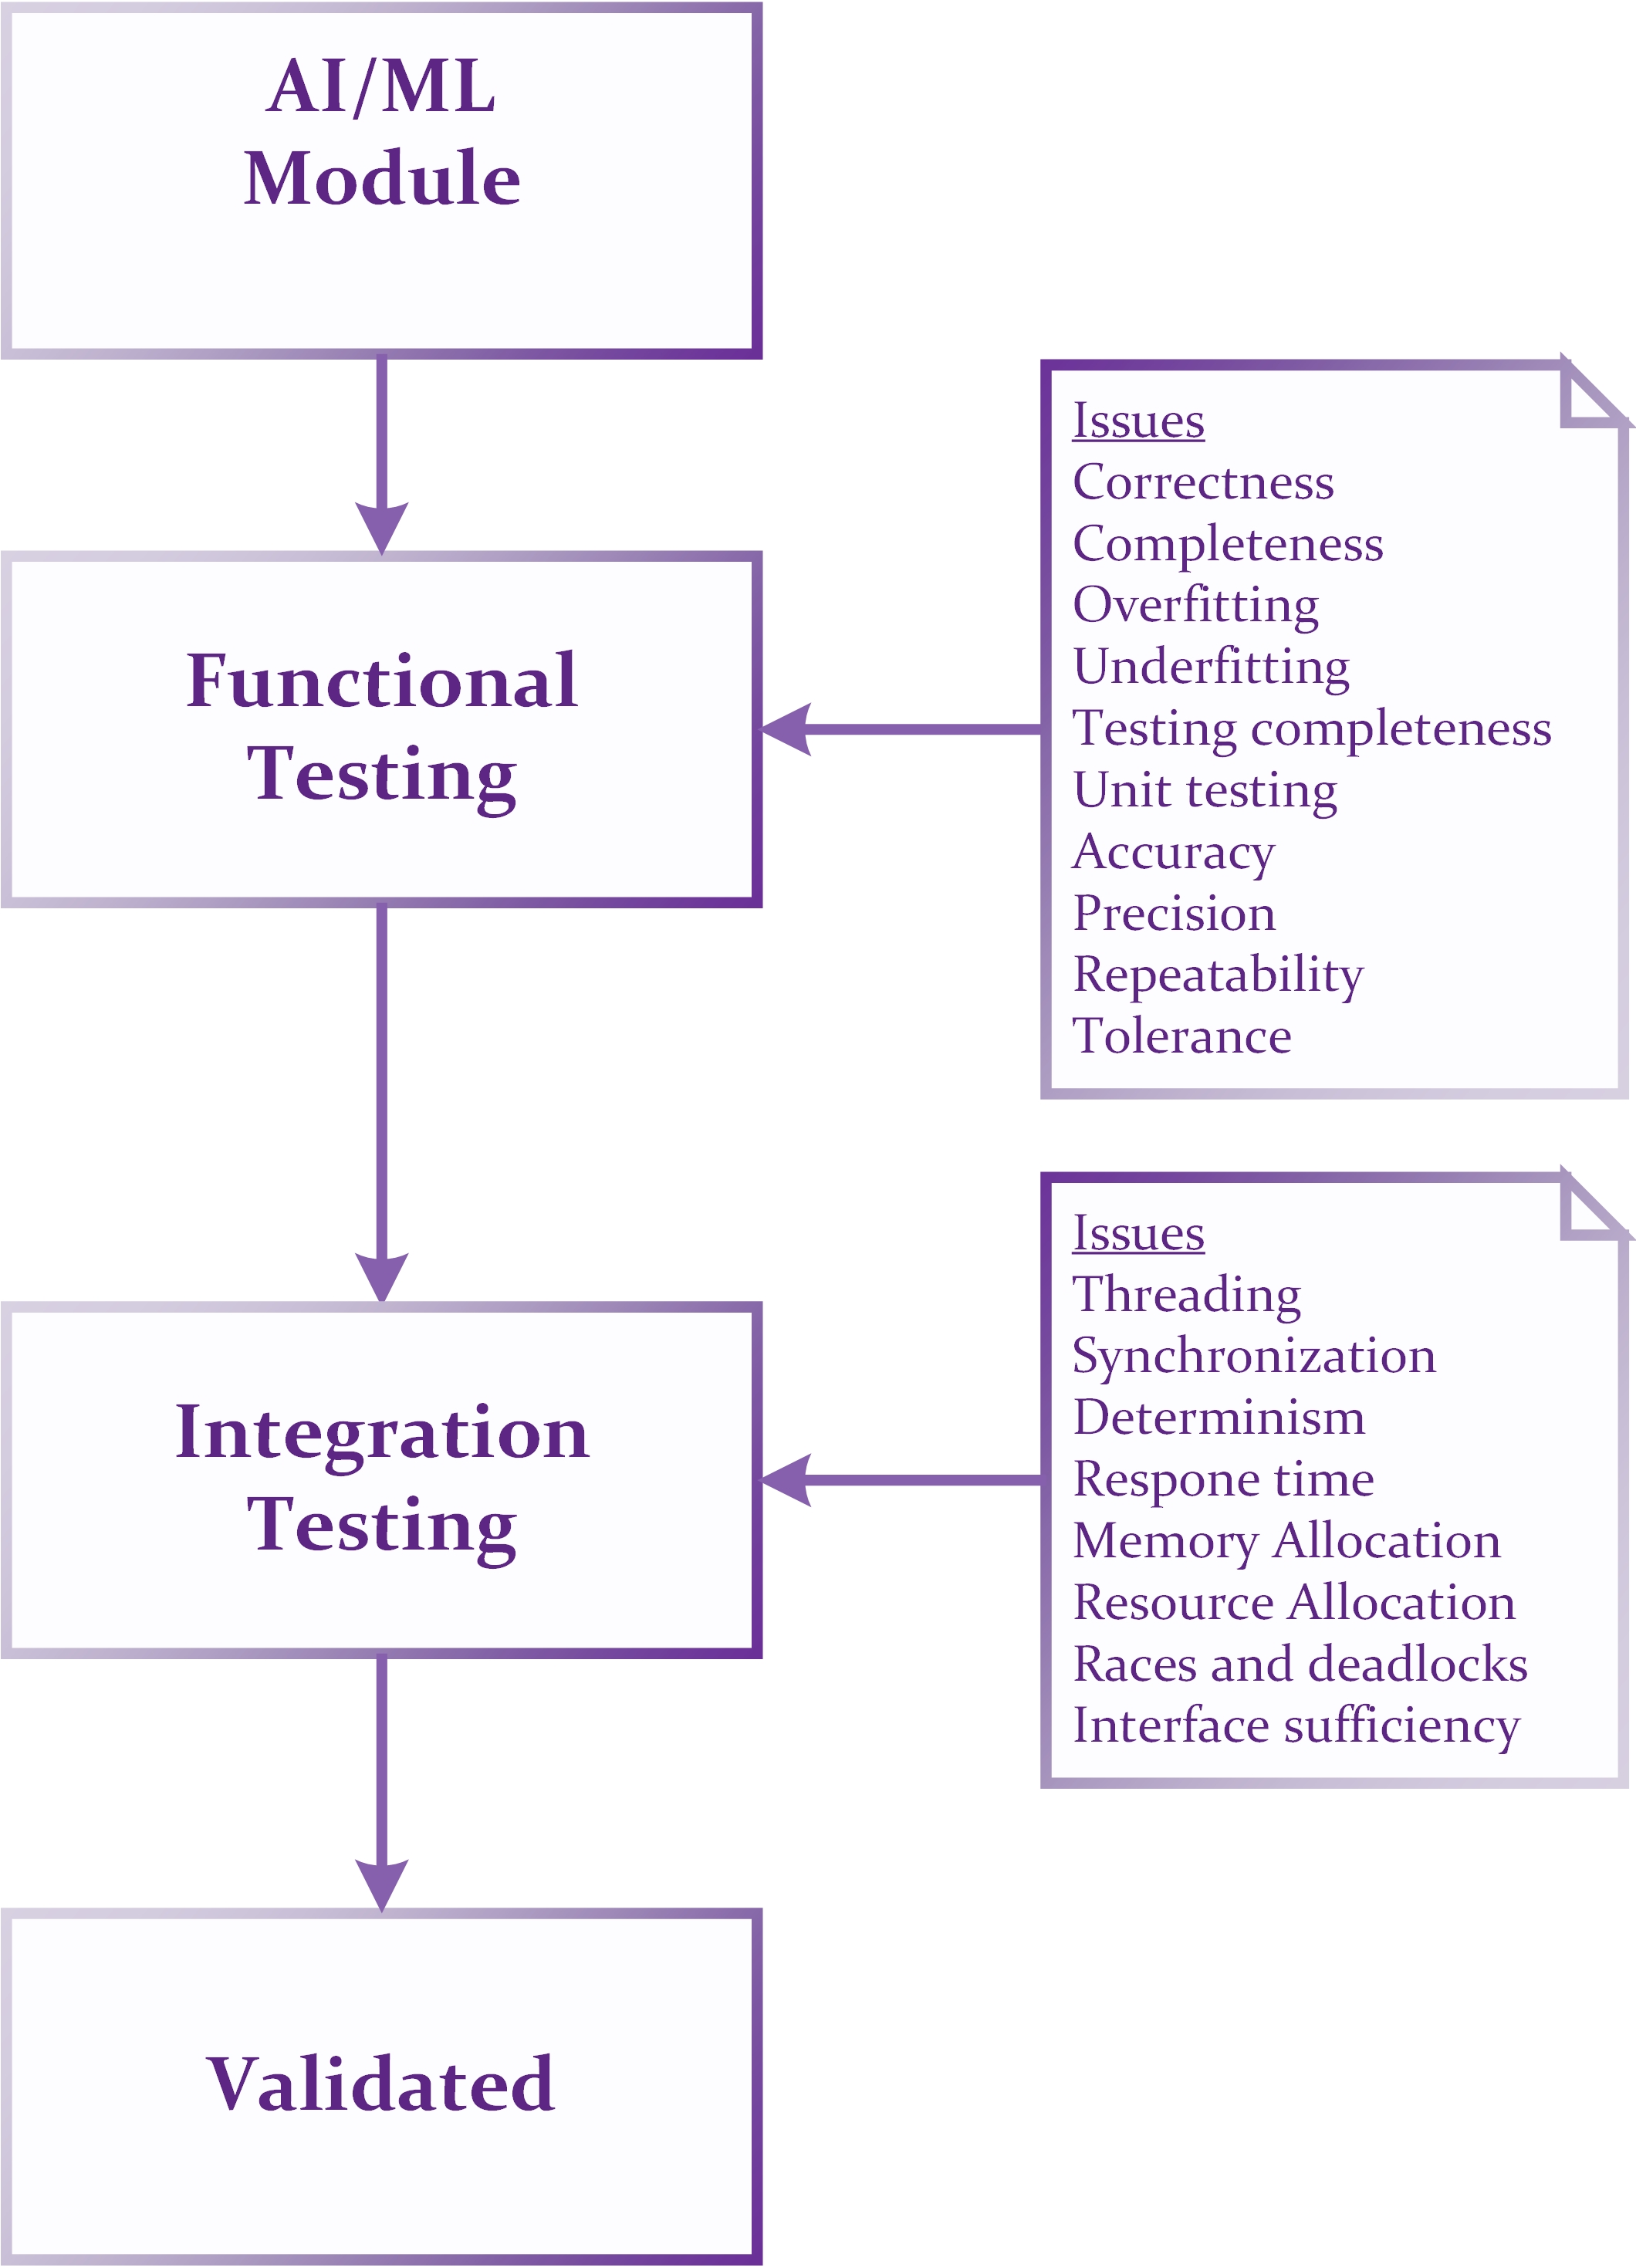 AI/ML
Module
Issues
Correctness
Completeness
Overfitting
Underfitting
Testing completeness
Unit testing
Accuracy
Precision
Repeatability
Tolerance
Functional
Testing
Issues
Threading
Synchronization
Determinism
Respone time
Memory Allocation
Resource Allocation
Races and deadlocks
Interface sufficiency
Integration
Testing
Validated